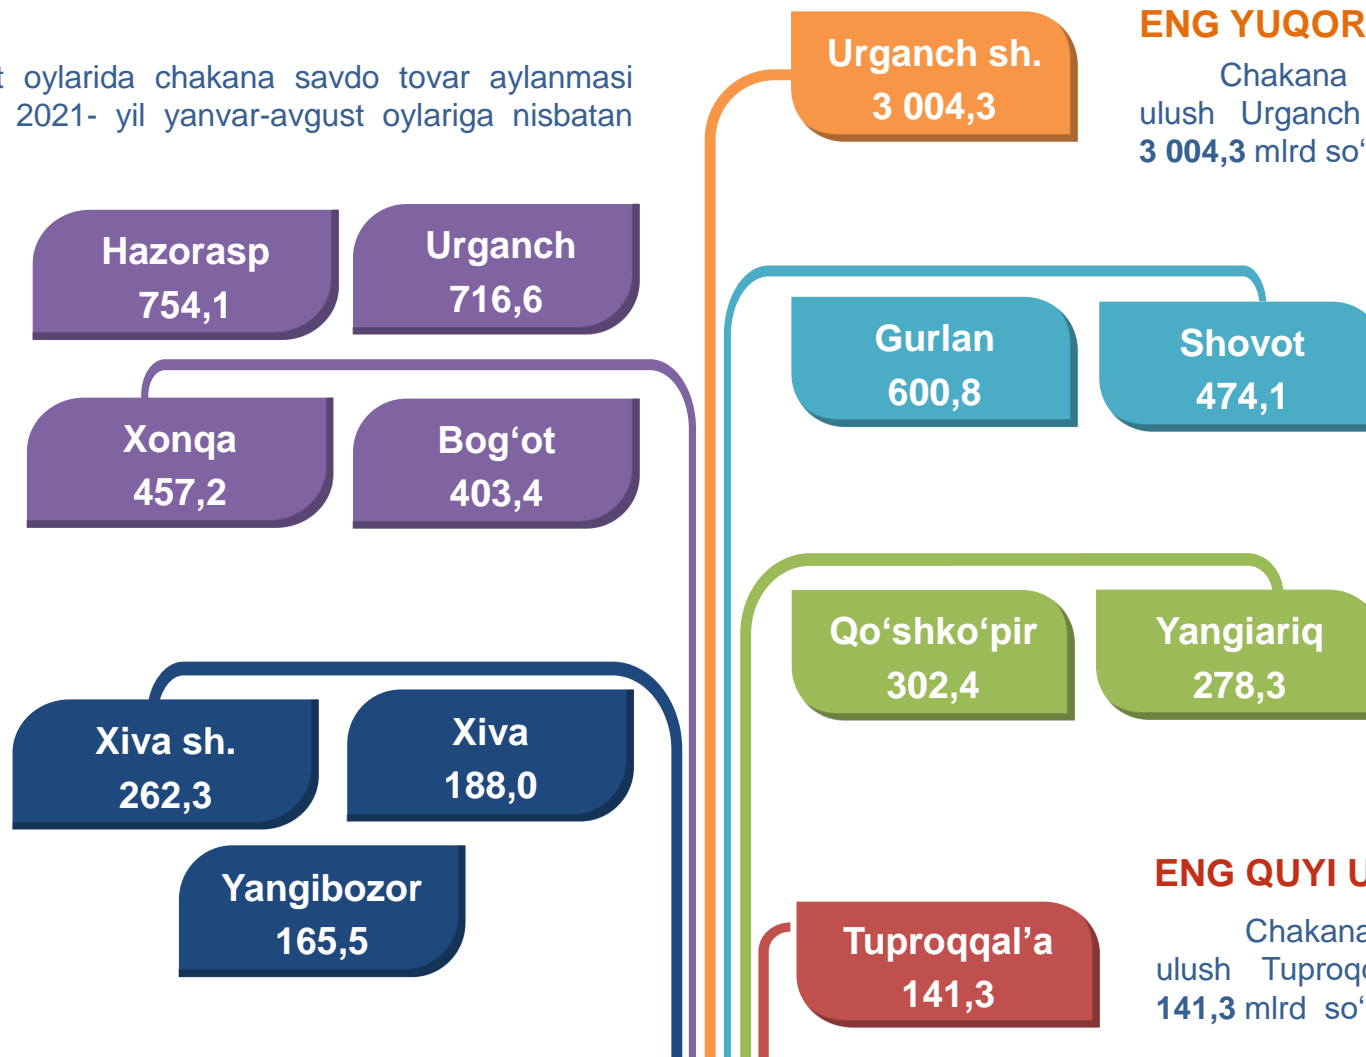 oylarida chakana savdo tovar aylanmasi
2021- yil yanvar-avgust oylariga nisbatan
Urganch sh.
3 004,3
ENG YUQOR
Chakana
ulush Urganch
3 004,3 mlrd so‘
Hazorasp
754,1
Urganch
716,6
Xonqa
457,2
Bog‘ot
403,4
Gurlan
600,8
Shovot
474,1
Qo‘shko‘pir
302,4
Yangiariq
278,3
Xiva sh.
262,3
Xiva
188,0
Yangibozor
165,5
Tuproqqal’a
141,3
ENG QUYI U
Chakana
ulush Tuproqq
141,3 mlrd so‘